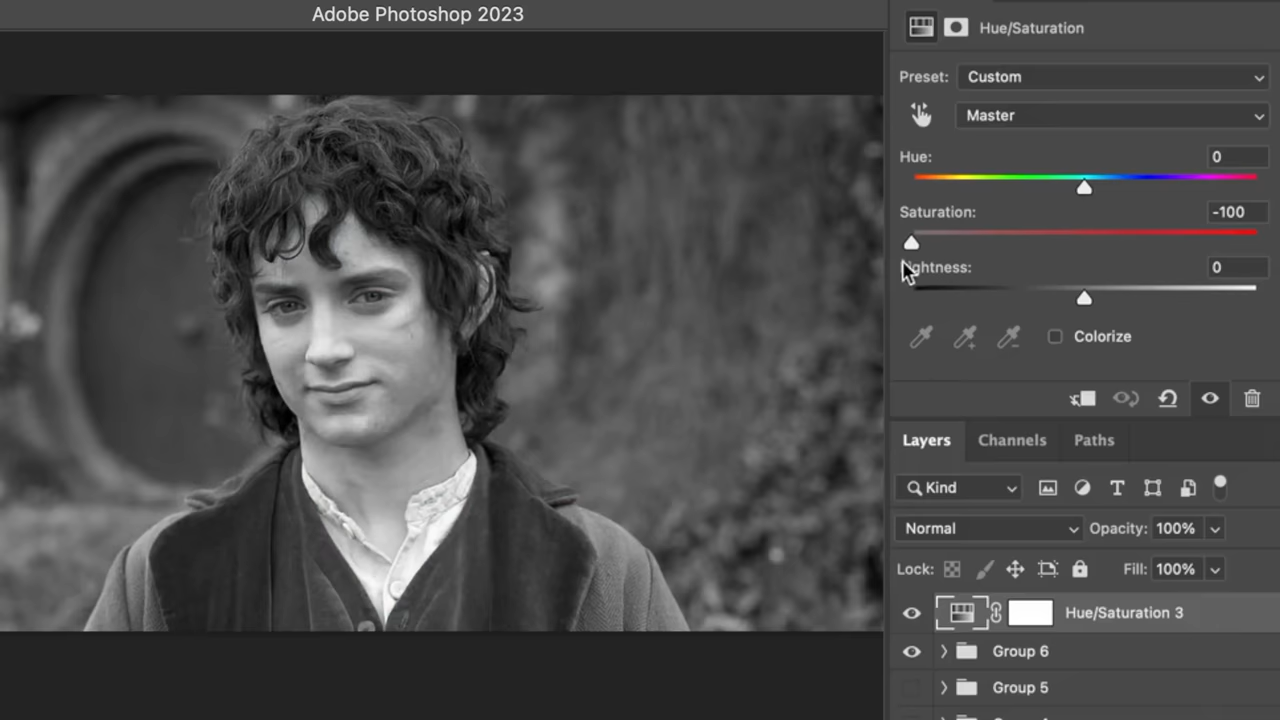 Adobe Photoshop 2023
Hue/Saturation
Preset: Custom
Master
Hue: 0
Saturation: -100
ghtness: 0
Colorize
Layers Channels Paths
Kind
Normal Opacity: 100%
Lock: Fill: 100%
Hue/Saturation 3
Group 6
Group 5